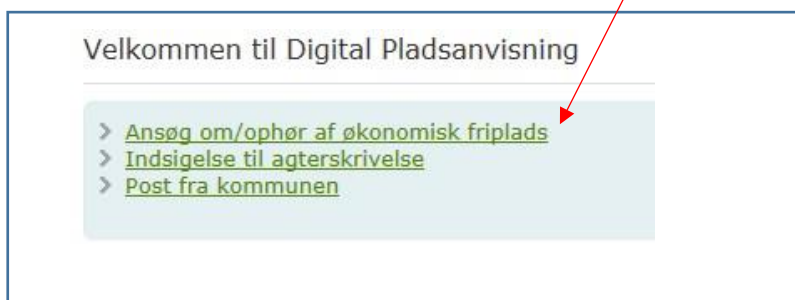 Velkommen til Digital Pladsanvisning
Ansøg om/ophør af økonomisk friplads
Indsigelse til agterskrivelse
Post fra kommunen